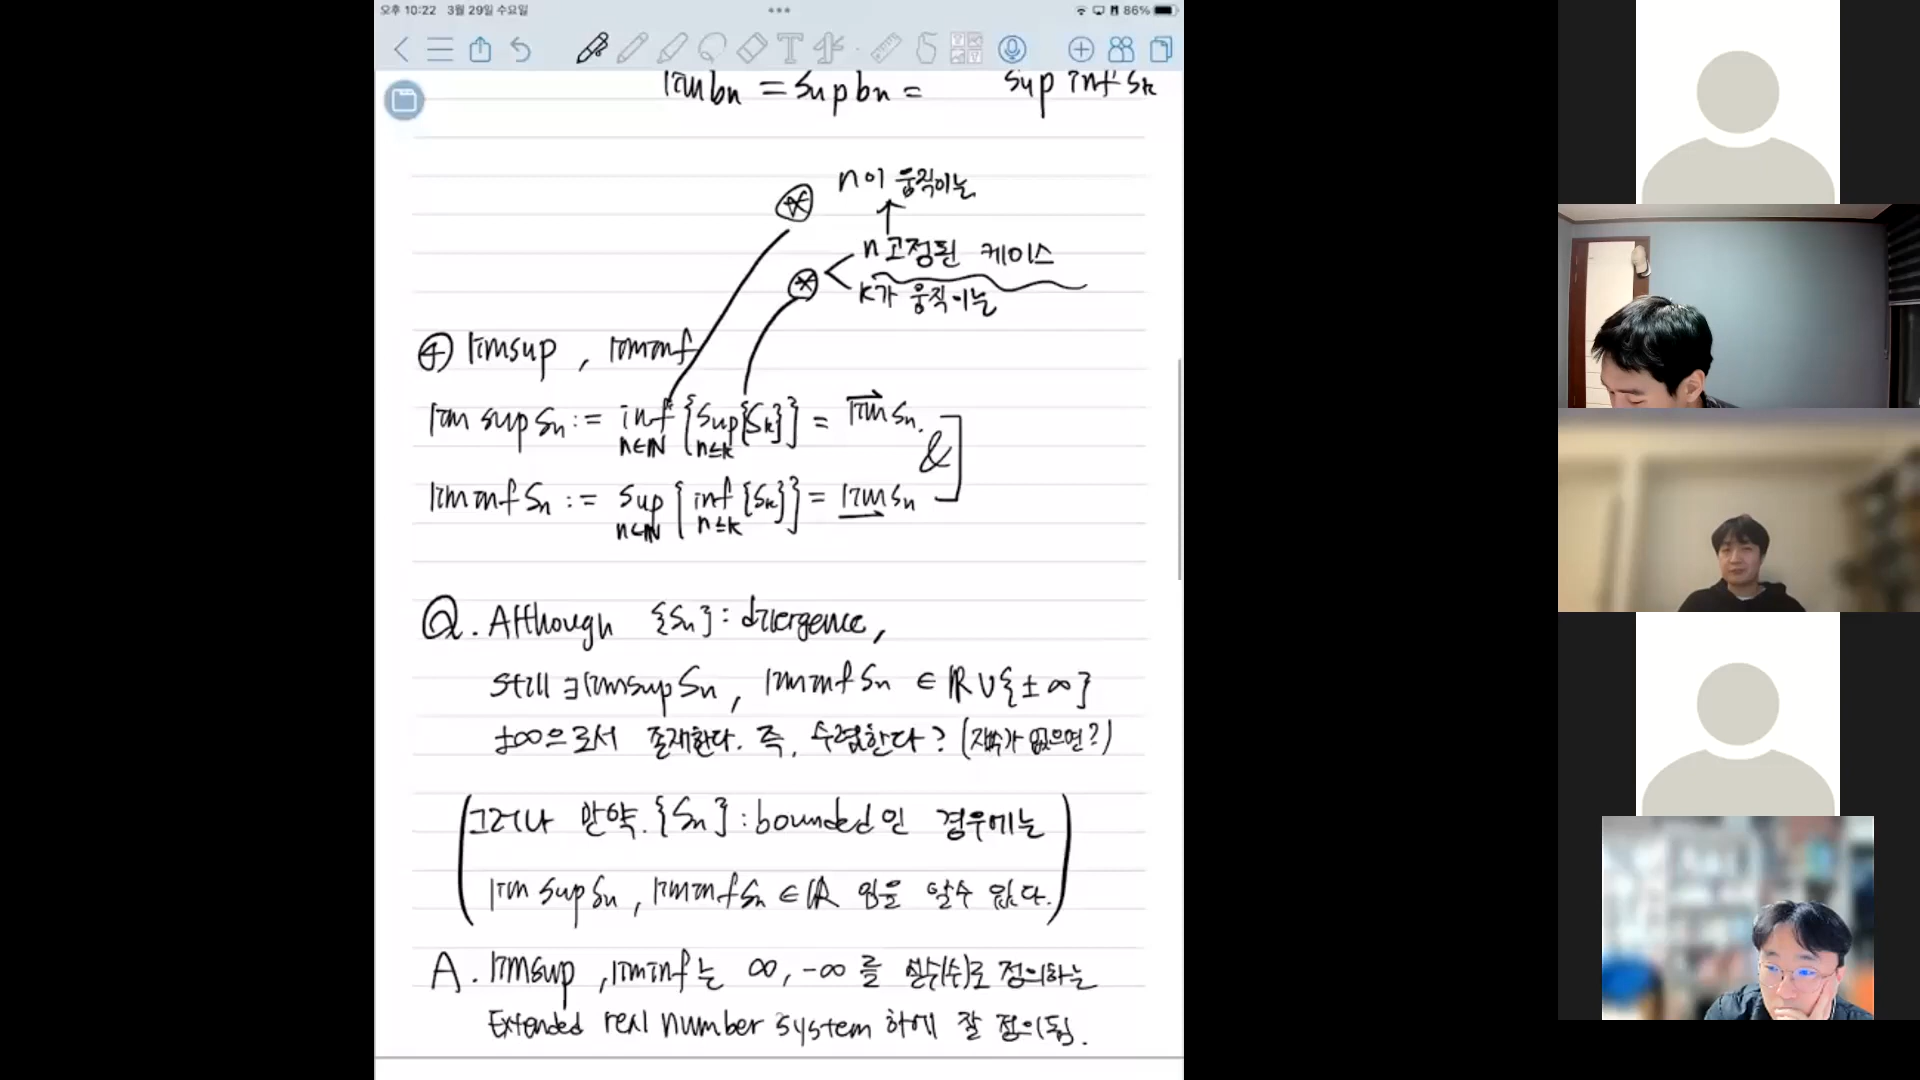 오후 10:22 3월 29일 수요일
86%
lim bn = sup bn = sup inf Sk
n이 움직이는
n 고정된 케이스
k가 움직이는
④ limsup , liminf
lim sup Sn := inf n∈ℕ { sup n≤k {Sk} } = lim Sn.
&
lim inf Sn := sup n∈ℕ { inf n≤k {Sk} } = lim Sn
Q. Although {Sn} : divergence,
still ∃ limsup Sn , liminf Sn ∈ ℝ ∪ {±∞}
±∞으로서 존재한다. 즉, 수렴한다? ( 없으면?)
(그러나 만약. {Sn} : bounded인 경우에는
lim sup Sn , liminf Sn ∈ ℝ 임을 알 수 있다.)
A. limsup , liminf는 ∞, -∞ 를 (수)로 정의하는
Extended real number system 하에 잘 정의됨.